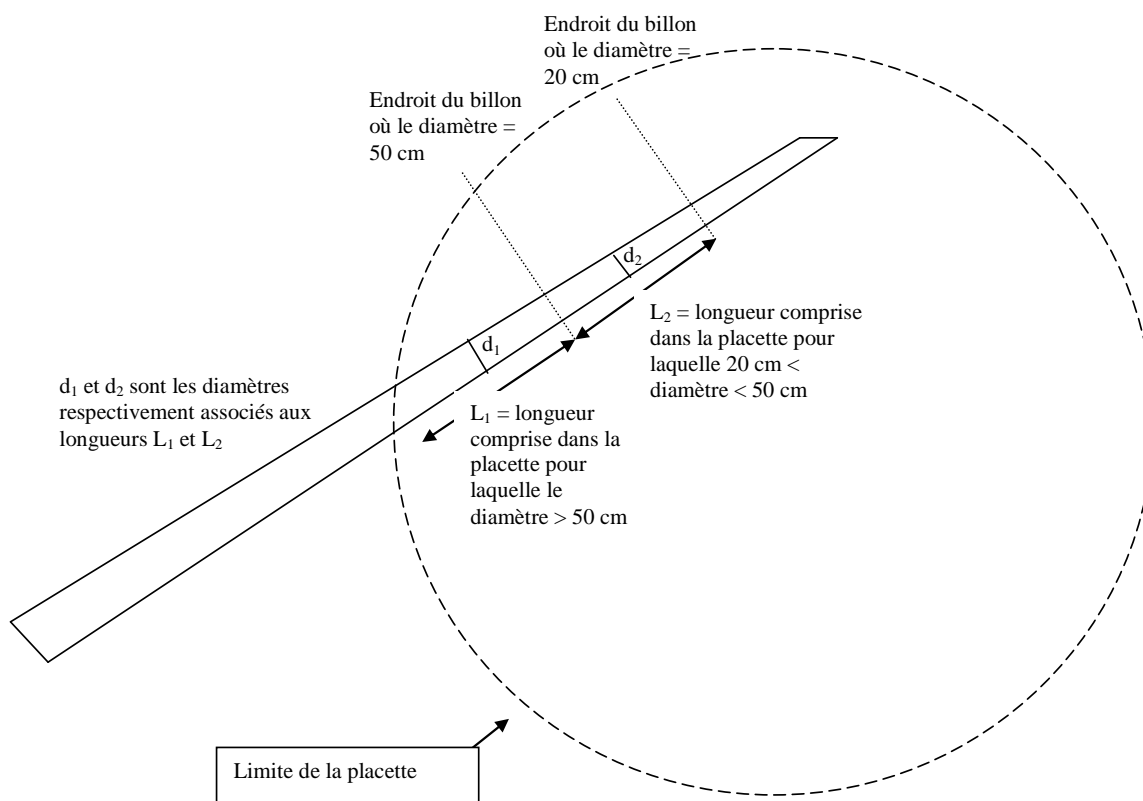 Endroit du billon
où le diamètre =
20 cm
Endroit du billon
où le diamètre =
50 cm
d₂
d₁
L₂ = longueur comprise
dans la placette pour
laquelle 20 cm <
diamètre < 50 cm
d₁ et d₂ sont les diamètres
respectivement associés aux
longueurs L₁ et L₂
L₁ = longueur
comprise dans la
placette pour
laquelle le
diamètre > 50 cm
Limite de la placette